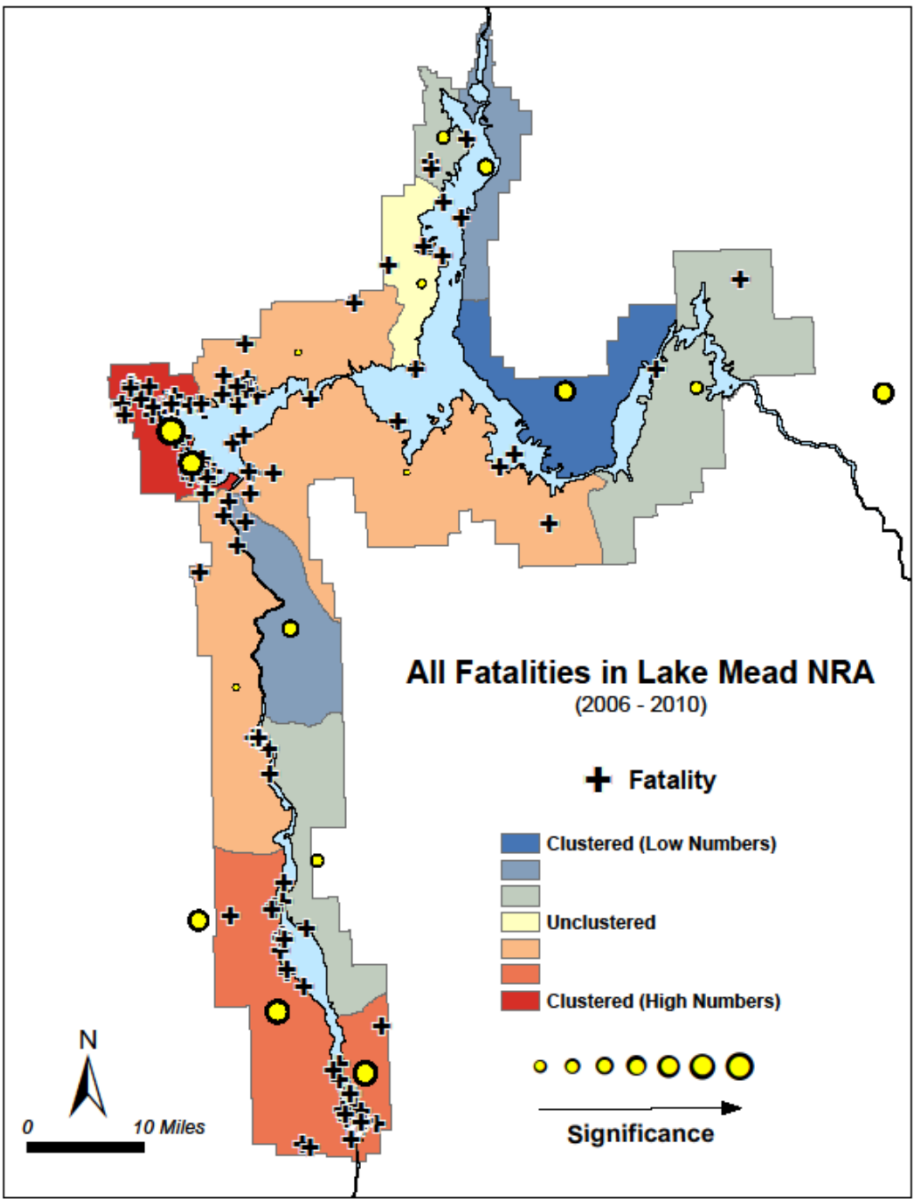 All Fatalities in Lake Mead NRA
(2006 - 2010)
Fatality
Clustered (Low Numbers)
Unclustered
Clustered (High Numbers)
N
0 10 Miles
Significance